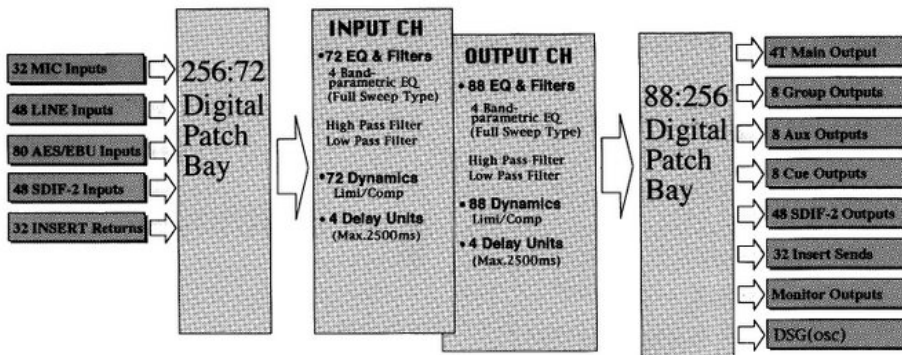 32 MIC Inputs
48 LINE Inputs
80 AES/EBU Inputs
48 SDIF-2 Inputs
32 INSERT Returns
256:72
Digital
Patch
Bay
INPUT CH
•72 EQ & Filters
4 Band-
parametric EQ
(Full Sweep Type)
High Pass Filter
Low Pass Filter
•72 Dynamics
Limi/Comp
• 4 Delay Units
(Max.2500ms)
OUTPUT CH
• 88 EQ & Filters
4 Band-
parametric EQ
(Full Sweep Type)
High Pass Filter
Low Pass Filter
• 88 Dynamics
Limi/Comp
• 4 Delay Units
(Max.2500ms)
88:256
Digital
Patch
Bay
4T Main Output
8 Group Outputs
8 Aux Outputs
8 Cue Outputs
48 SDIF-2 Outputs
32 Insert Sends
Monitor Outputs
DSG(osc)